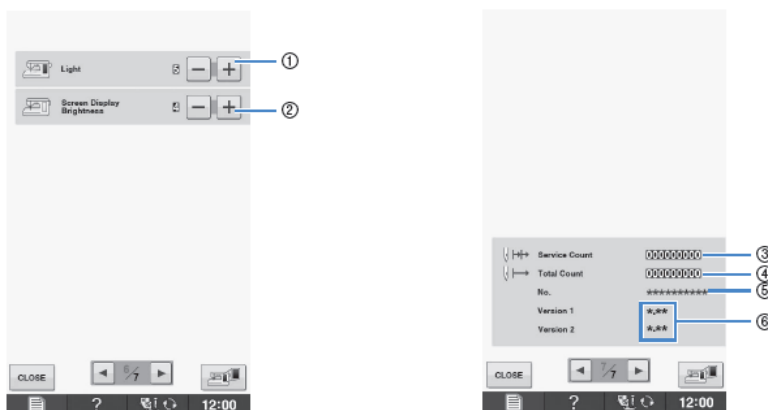 Light
①
Screen Display
Brightness
②
CLOSE
6/7
?
12:00
Service Count 000000000 ③
Total Count 000000000 ④
No. ********** ⑤
Version 1 *.**
⑥
Version 2 *.**
CLOSE
7/7
?
12:00